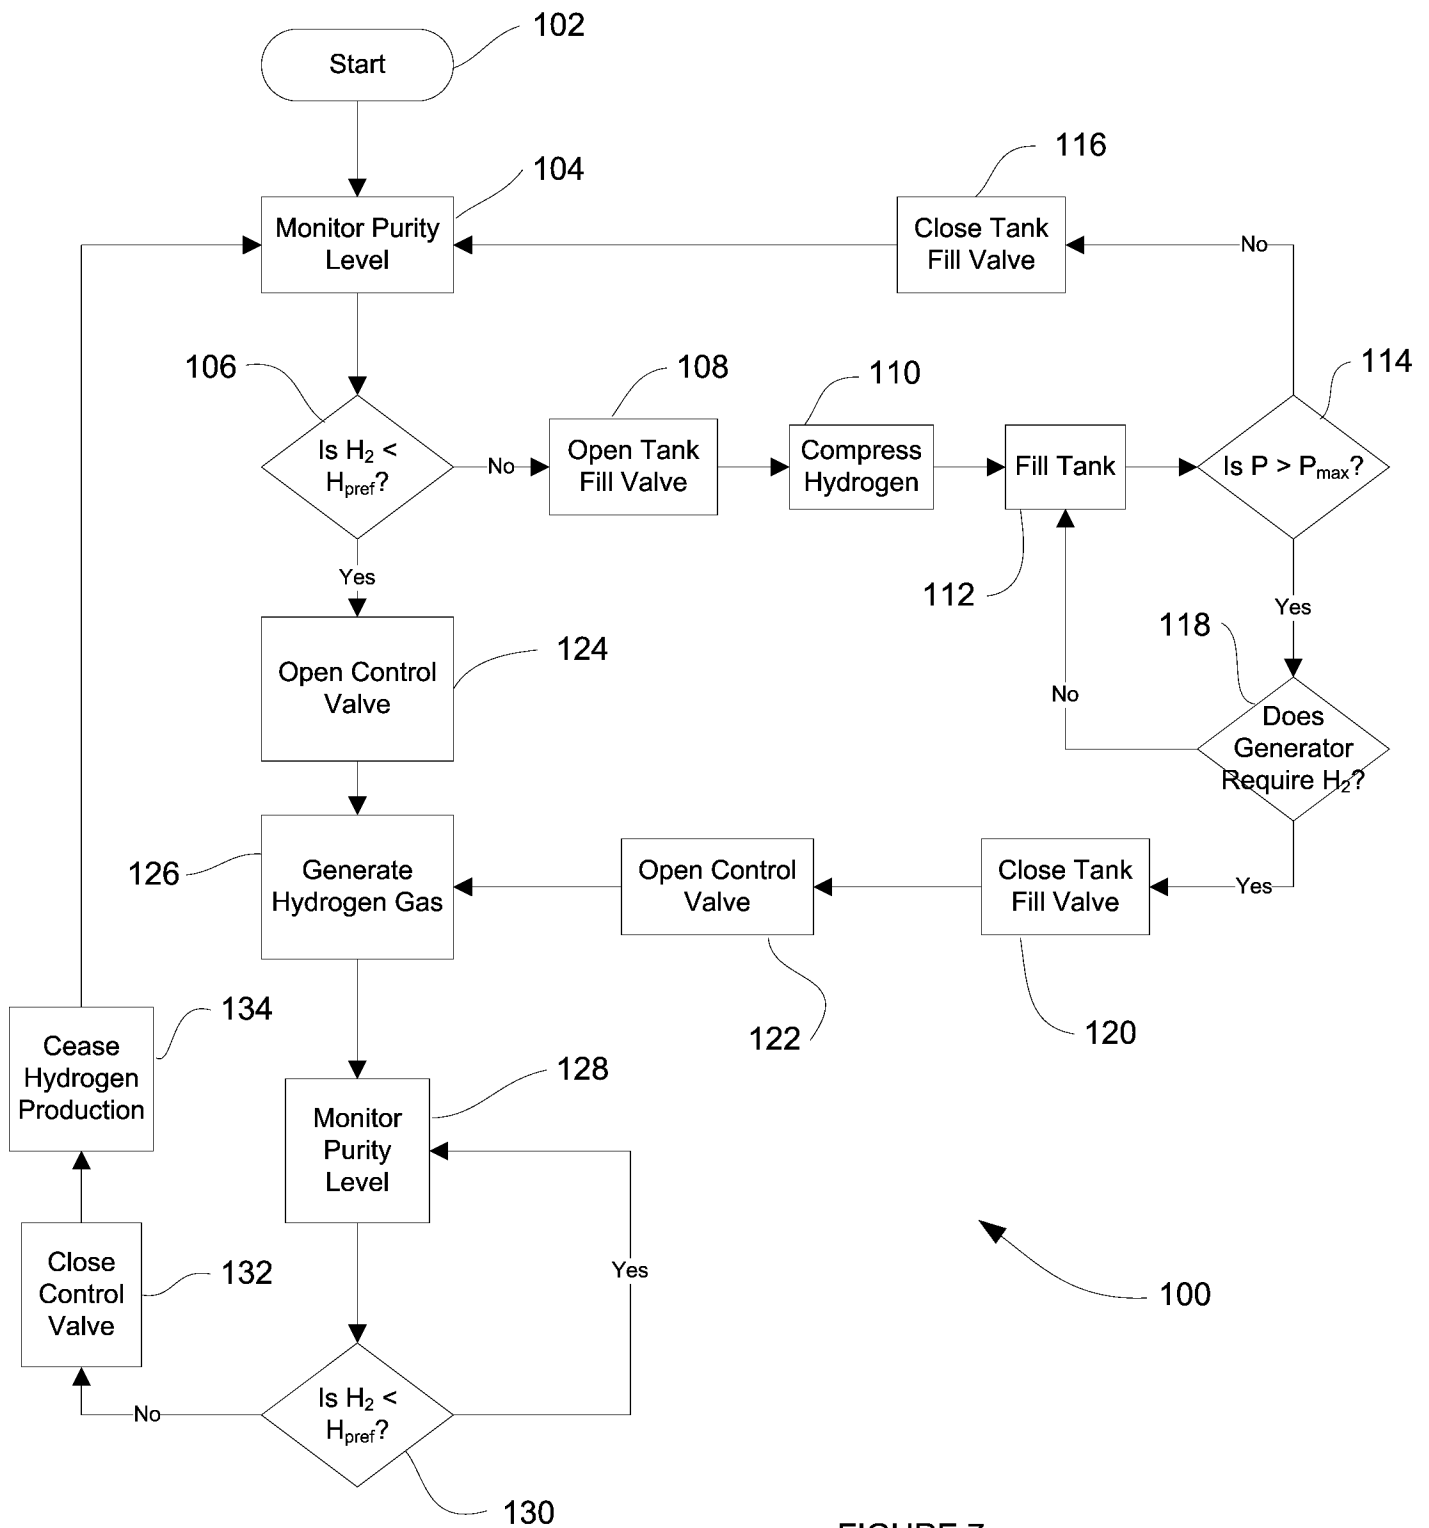 102
Start
104
116
Monitor Purity
Level
Close Tank
Fill Valve
No
106
108
110
114
Is H₂ <
Hpref?
No
Open Tank
Fill Valve
Compress
Hydrogen
Fill Tank
Is P > Pmax?
Yes
112
Yes
118
124
Open Control
Valve
No
Does
Generator
Require H₂?
126
Generate
Hydrogen Gas
Open Control
Valve
Close Tank
Fill Valve
Yes
134
122
120
Cease
Hydrogen
Production
128
Monitor
Purity
Level
Close
Control
Valve
132
Yes
100
No
Is H₂ <
Hpref?
130
FIGURE 7